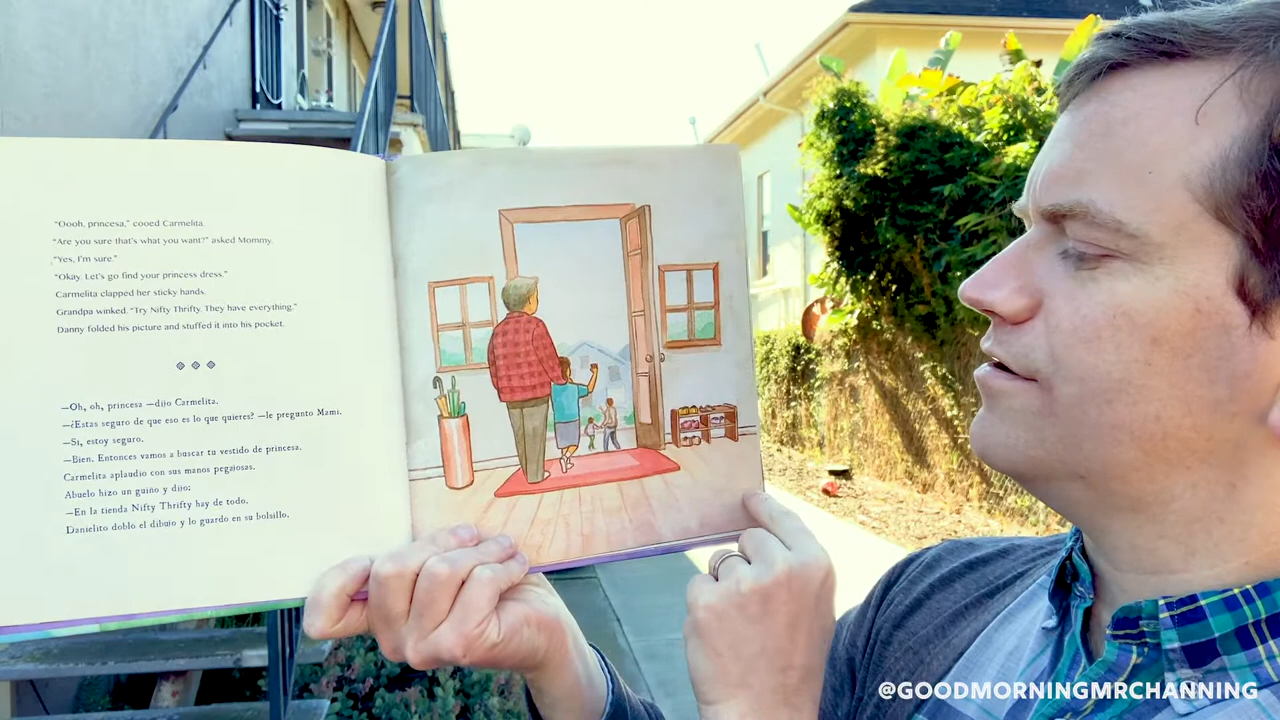 "Oooh, princesa," cooed Carmelita.
"Are you sure that's what you want?" asked Mommy.
"Yes, I'm sure."
"Okay. Let's go find your princess dress."
Carmelita clapped her sticky hands.
Grandpa winked. "Try Nifty Thrifty. They have everything."
Danny folded his picture and stuffed it into his pocket.
—Oh, oh, princesa —dijo Carmelita.
—¿Estas seguro de que eso es lo que quieres? —le pregunto Mami.
—Si, estoy seguro.
—Bien. Entonces vamos a buscar tu vestido de princesa.
Carmelita aplaudio con sus manos pegajosas.
Abuelo hizo un guiño y dijo:
—En la tienda Nifty Thrifty hay de todo.
Danielito doblo el dibujo y lo guardo en su bolsillo.
@GOODMORNINGMRCHANNING